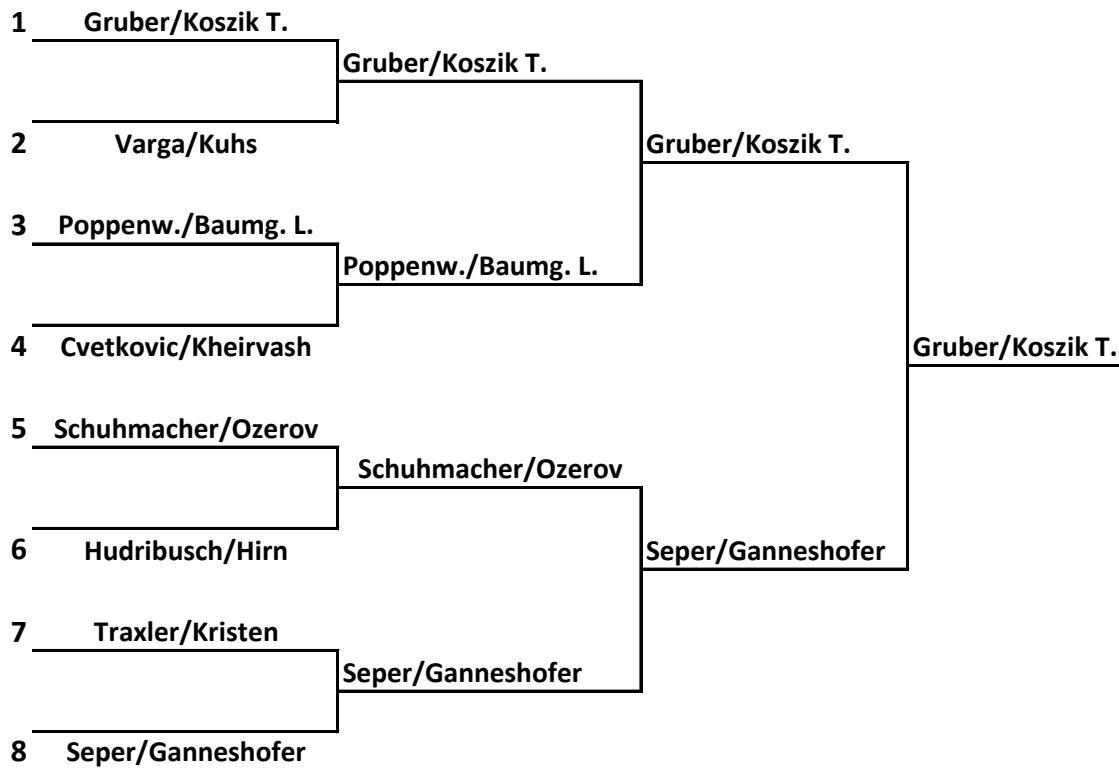 1 Gruber/Koszik T.
Gruber/Koszik T.
2 Varga/Kuhs
Gruber/Koszik T.
3 Poppenw./Baumg. L.
Poppenw./Baumg. L.
4 Cvetkovic/Kheirvash
Gruber/Koszik T.
5 Schuhmacher/Ozerov
Schuhmacher/Ozerov
6 Hudribusch/Hirn
Seper/Ganneshofer
7 Traxler/Kristen
Seper/Ganneshofer
8 Seper/Ganneshofer